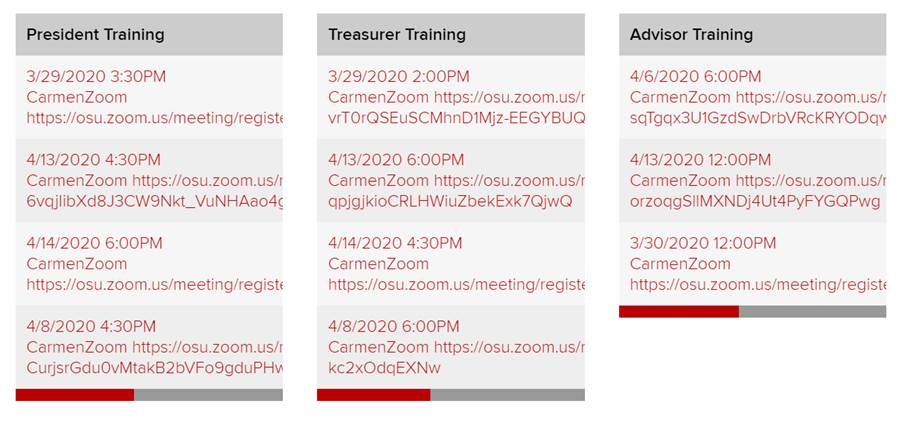 President Training
3/29/2020 3:30PM
CarmenZoom
https://osu.zoom.us/meeting/registe
4/13/2020 4:30PM
CarmenZoom https://osu.zoom.us/r
6vqjIibXd8J3CW9Nkt_VuNHAao4g
4/14/2020 6:00PM
CarmenZoom
https://osu.zoom.us/meeting/registe
4/8/2020 4:30PM
CarmenZoom https://osu.zoom.us/r
CurjsrGdu0vMtakB2bVFo9gduPHw
Treasurer Training
3/29/2020 2:00PM
CarmenZoom https://osu.zoom.us/r
vrT0rQSEuSCMhnD1Mjz-EEGYBUQ
4/13/2020 6:00PM
CarmenZoom https://osu.zoom.us/r
qpjgjkioCRLHWiuZbekExk7QjwQ
4/14/2020 4:30PM
CarmenZoom
https://osu.zoom.us/meeting/registe
4/8/2020 6:00PM
CarmenZoom https://osu.zoom.us/r
kc2xOdqEXNw
Advisor Training
4/6/2020 6:00PM
CarmenZoom https://osu.zoom.us/r
sqTgqx3U1GzdSwDrbVRcKRYODqw
4/13/2020 12:00PM
CarmenZoom https://osu.zoom.us/r
orzoqgSllMXNDj4Ut4PyFYGQPwg
3/30/2020 12:00PM
CarmenZoom
https://osu.zoom.us/meeting/registe